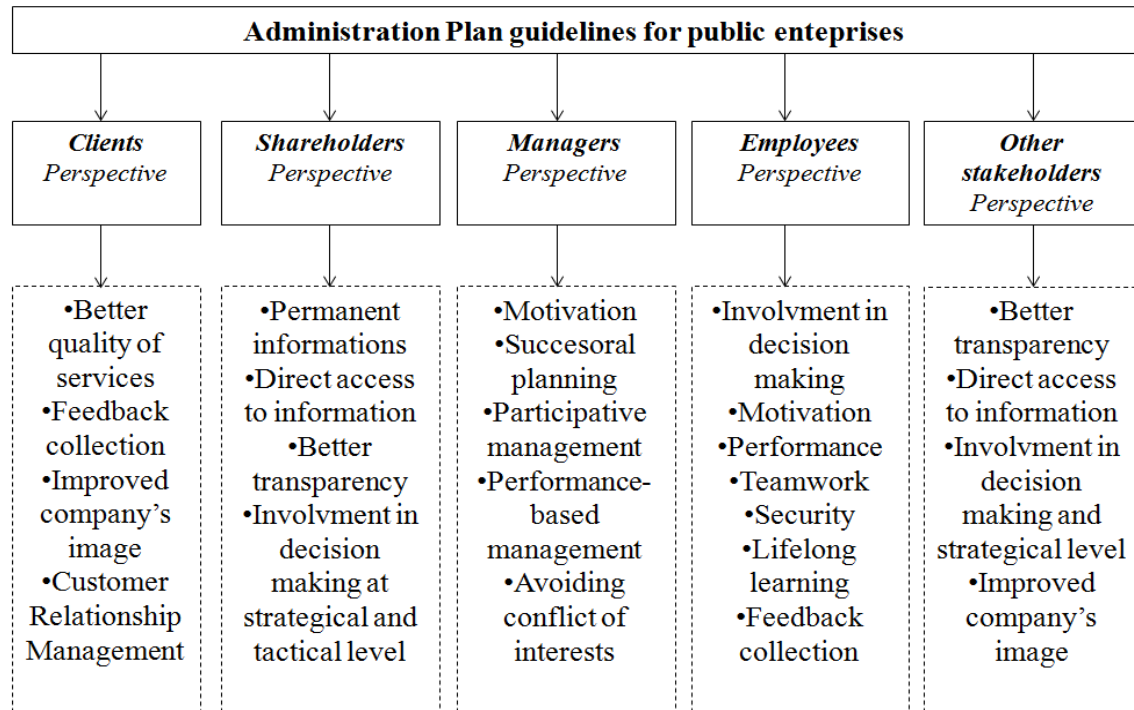 Administration Plan guidelines for public enteprises
Clients
Perspective
Shareholders
Perspective
Managers
Perspective
Employees
Perspective
Other
stakeholders
Perspective
•Better
quality of
services
•Feedback
collection
•Improved
company’s
image
•Customer
Relationship
Management
•Permanent
informations
•Direct access
to information
•Better
transparency
•Involvment in
decision
making at
strategical and
tactical level
•Motivation
•Succesoral
planning
•Participative
management
•Performance-
based
management
•Avoiding
conflict of
interests
•Involvment in
decision
making
•Motivation
•Performance
•Teamwork
•Security
•Lifelong
learning
•Feedback
collection
•Better
transparency
•Direct access
to information
•Involvment in
decision
making and
strategical level
•Improved
company’s
image